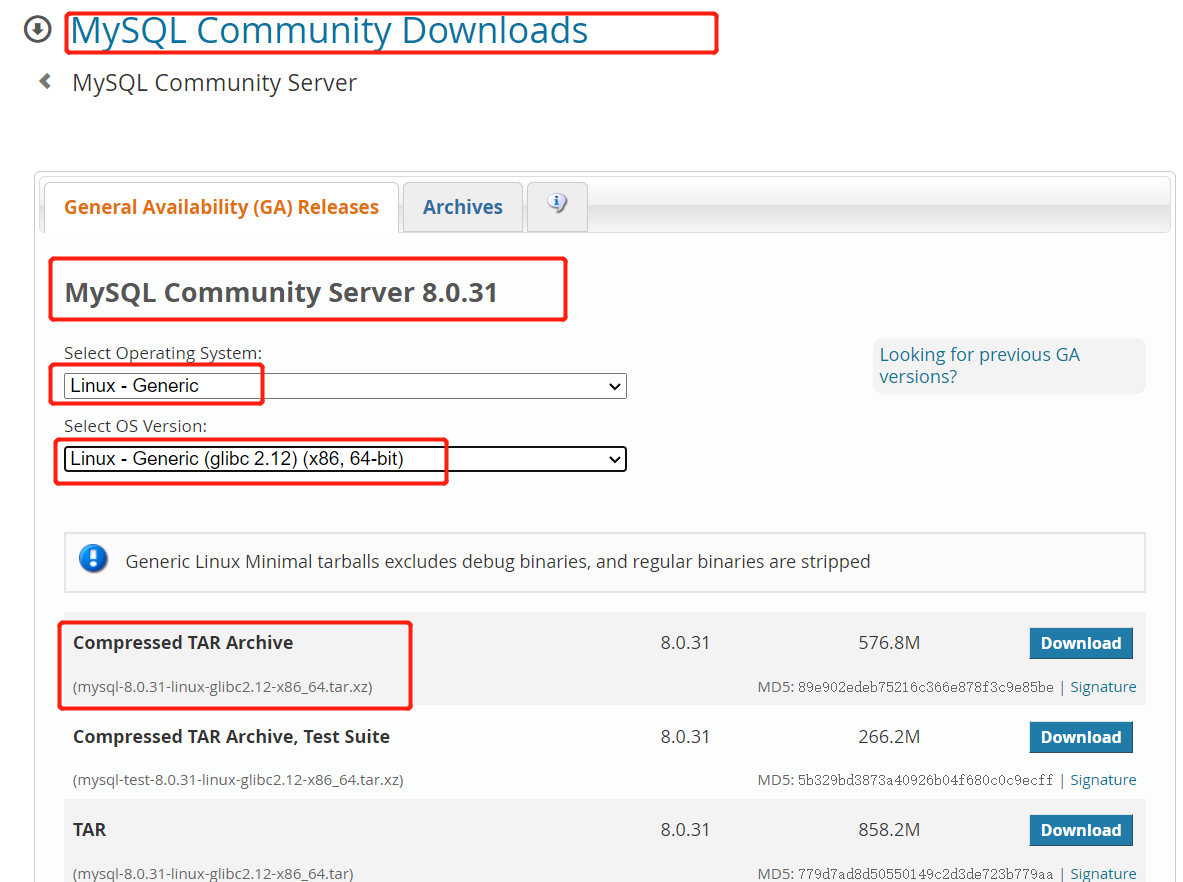 MySQL Community Downloads
MySQL Community Server
General Availability (GA) Releases
Archives
MySQL Community Server 8.0.31
Select Operating System:
Looking for previous GA
versions?
Linux - Generic
Select OS Version:
Linux - Generic (glibc 2.12) (x86, 64-bit)
Generic Linux Minimal tarballs excludes debug binaries, and regular binaries are stripped
Compressed TAR Archive 8.0.31 576.8M Download
(mysql-8.0.31-linux-glibc2.12-x86_64.tar.xz) MD5: 89e902edeb75216c366e878f3c9e85be | Signature
Compressed TAR Archive, Test Suite 8.0.31 266.2M Download
(mysql-test-8.0.31-linux-glibc2.12-x86_64.tar.xz) MD5: 5b329bd3873a40926b04f680c0c9ecff | Signature
TAR 8.0.31 858.2M Download
(mysql-8.0.31-linux-glibc2.12-x86_64.tar) MD5: 779d7ad8d50550149c2d3de723b779aa | Signature